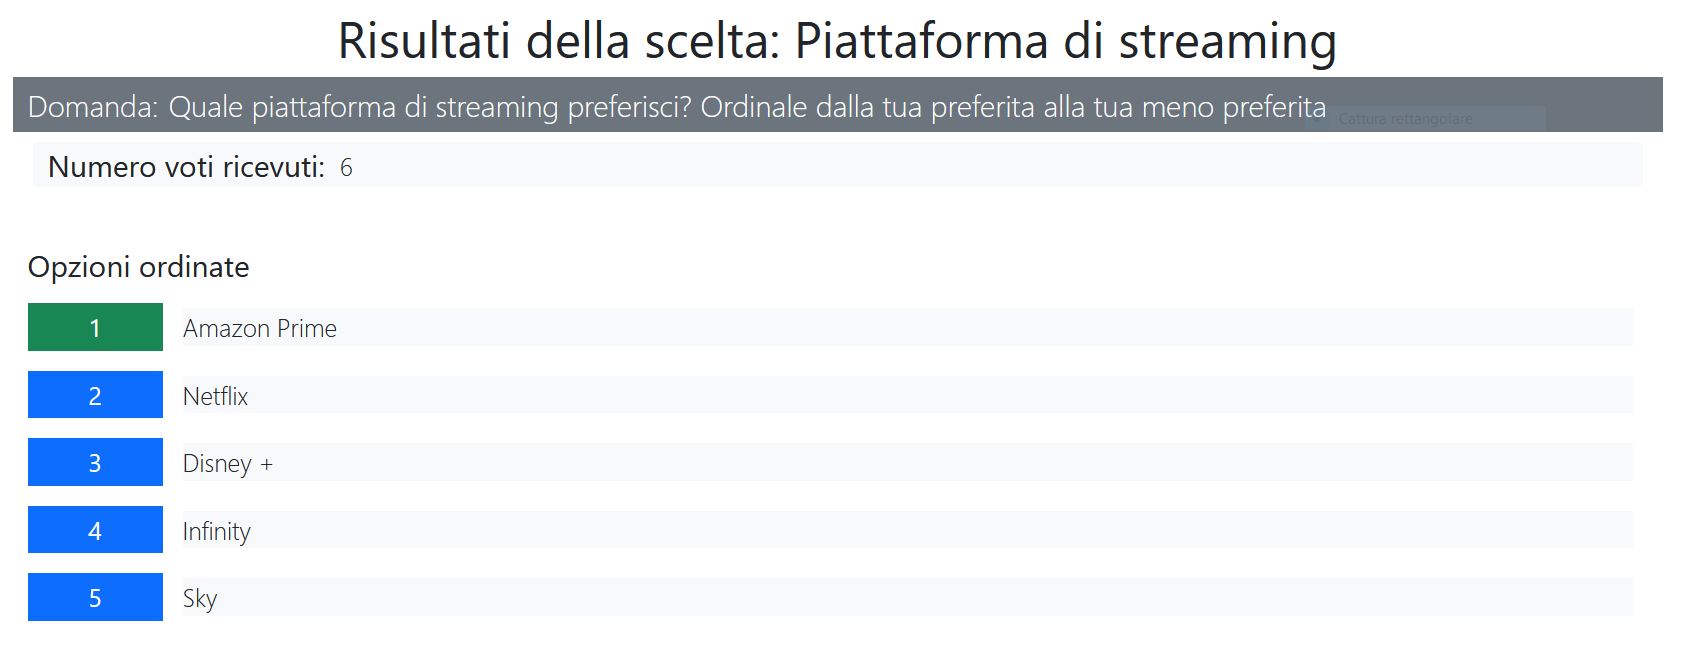 Risultati della scelta: Piattaforma di streaming
Domanda: Quale piattaforma di streaming preferisci? Ordinale dalla tua preferita alla tua meno preferita
Cattura rettangolare
Numero voti ricevuti: 6
Opzioni ordinate
1 Amazon Prime
2 Netflix
3 Disney +
4 Infinity
5 Sky